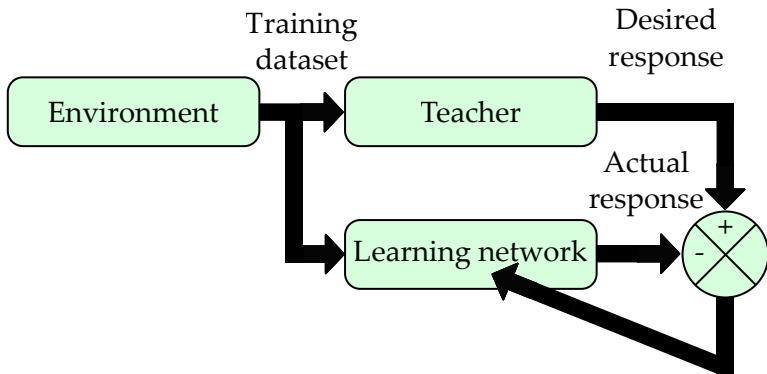 Training
dataset
Desired
response
Environment
Teacher
Actual
response
+
-
Learning network